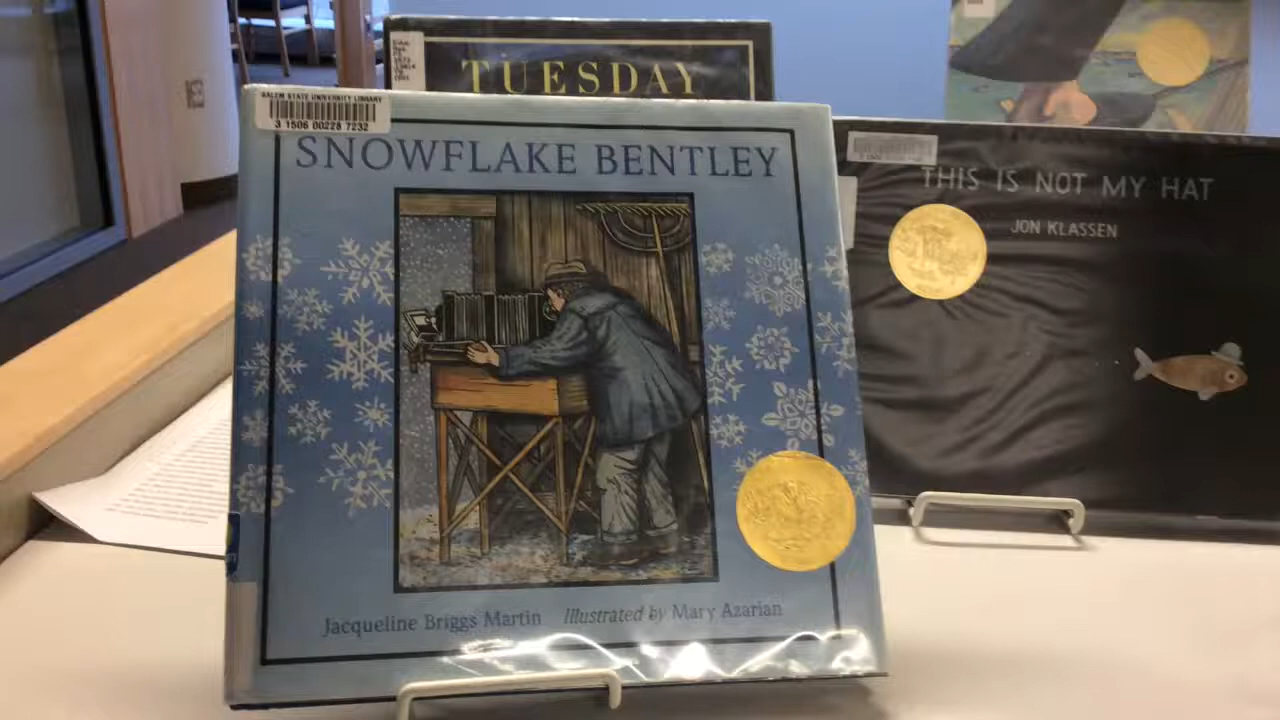 TUESDAY
SALEM STATE UNIVERSITY LIBRARY
3 1506 00228 7232
SNOWFLAKE BENTLEY
Jacqueline Briggs Martin Illustrated by Mary Azarian
THIS IS NOT MY HAT
JON KLASSEN